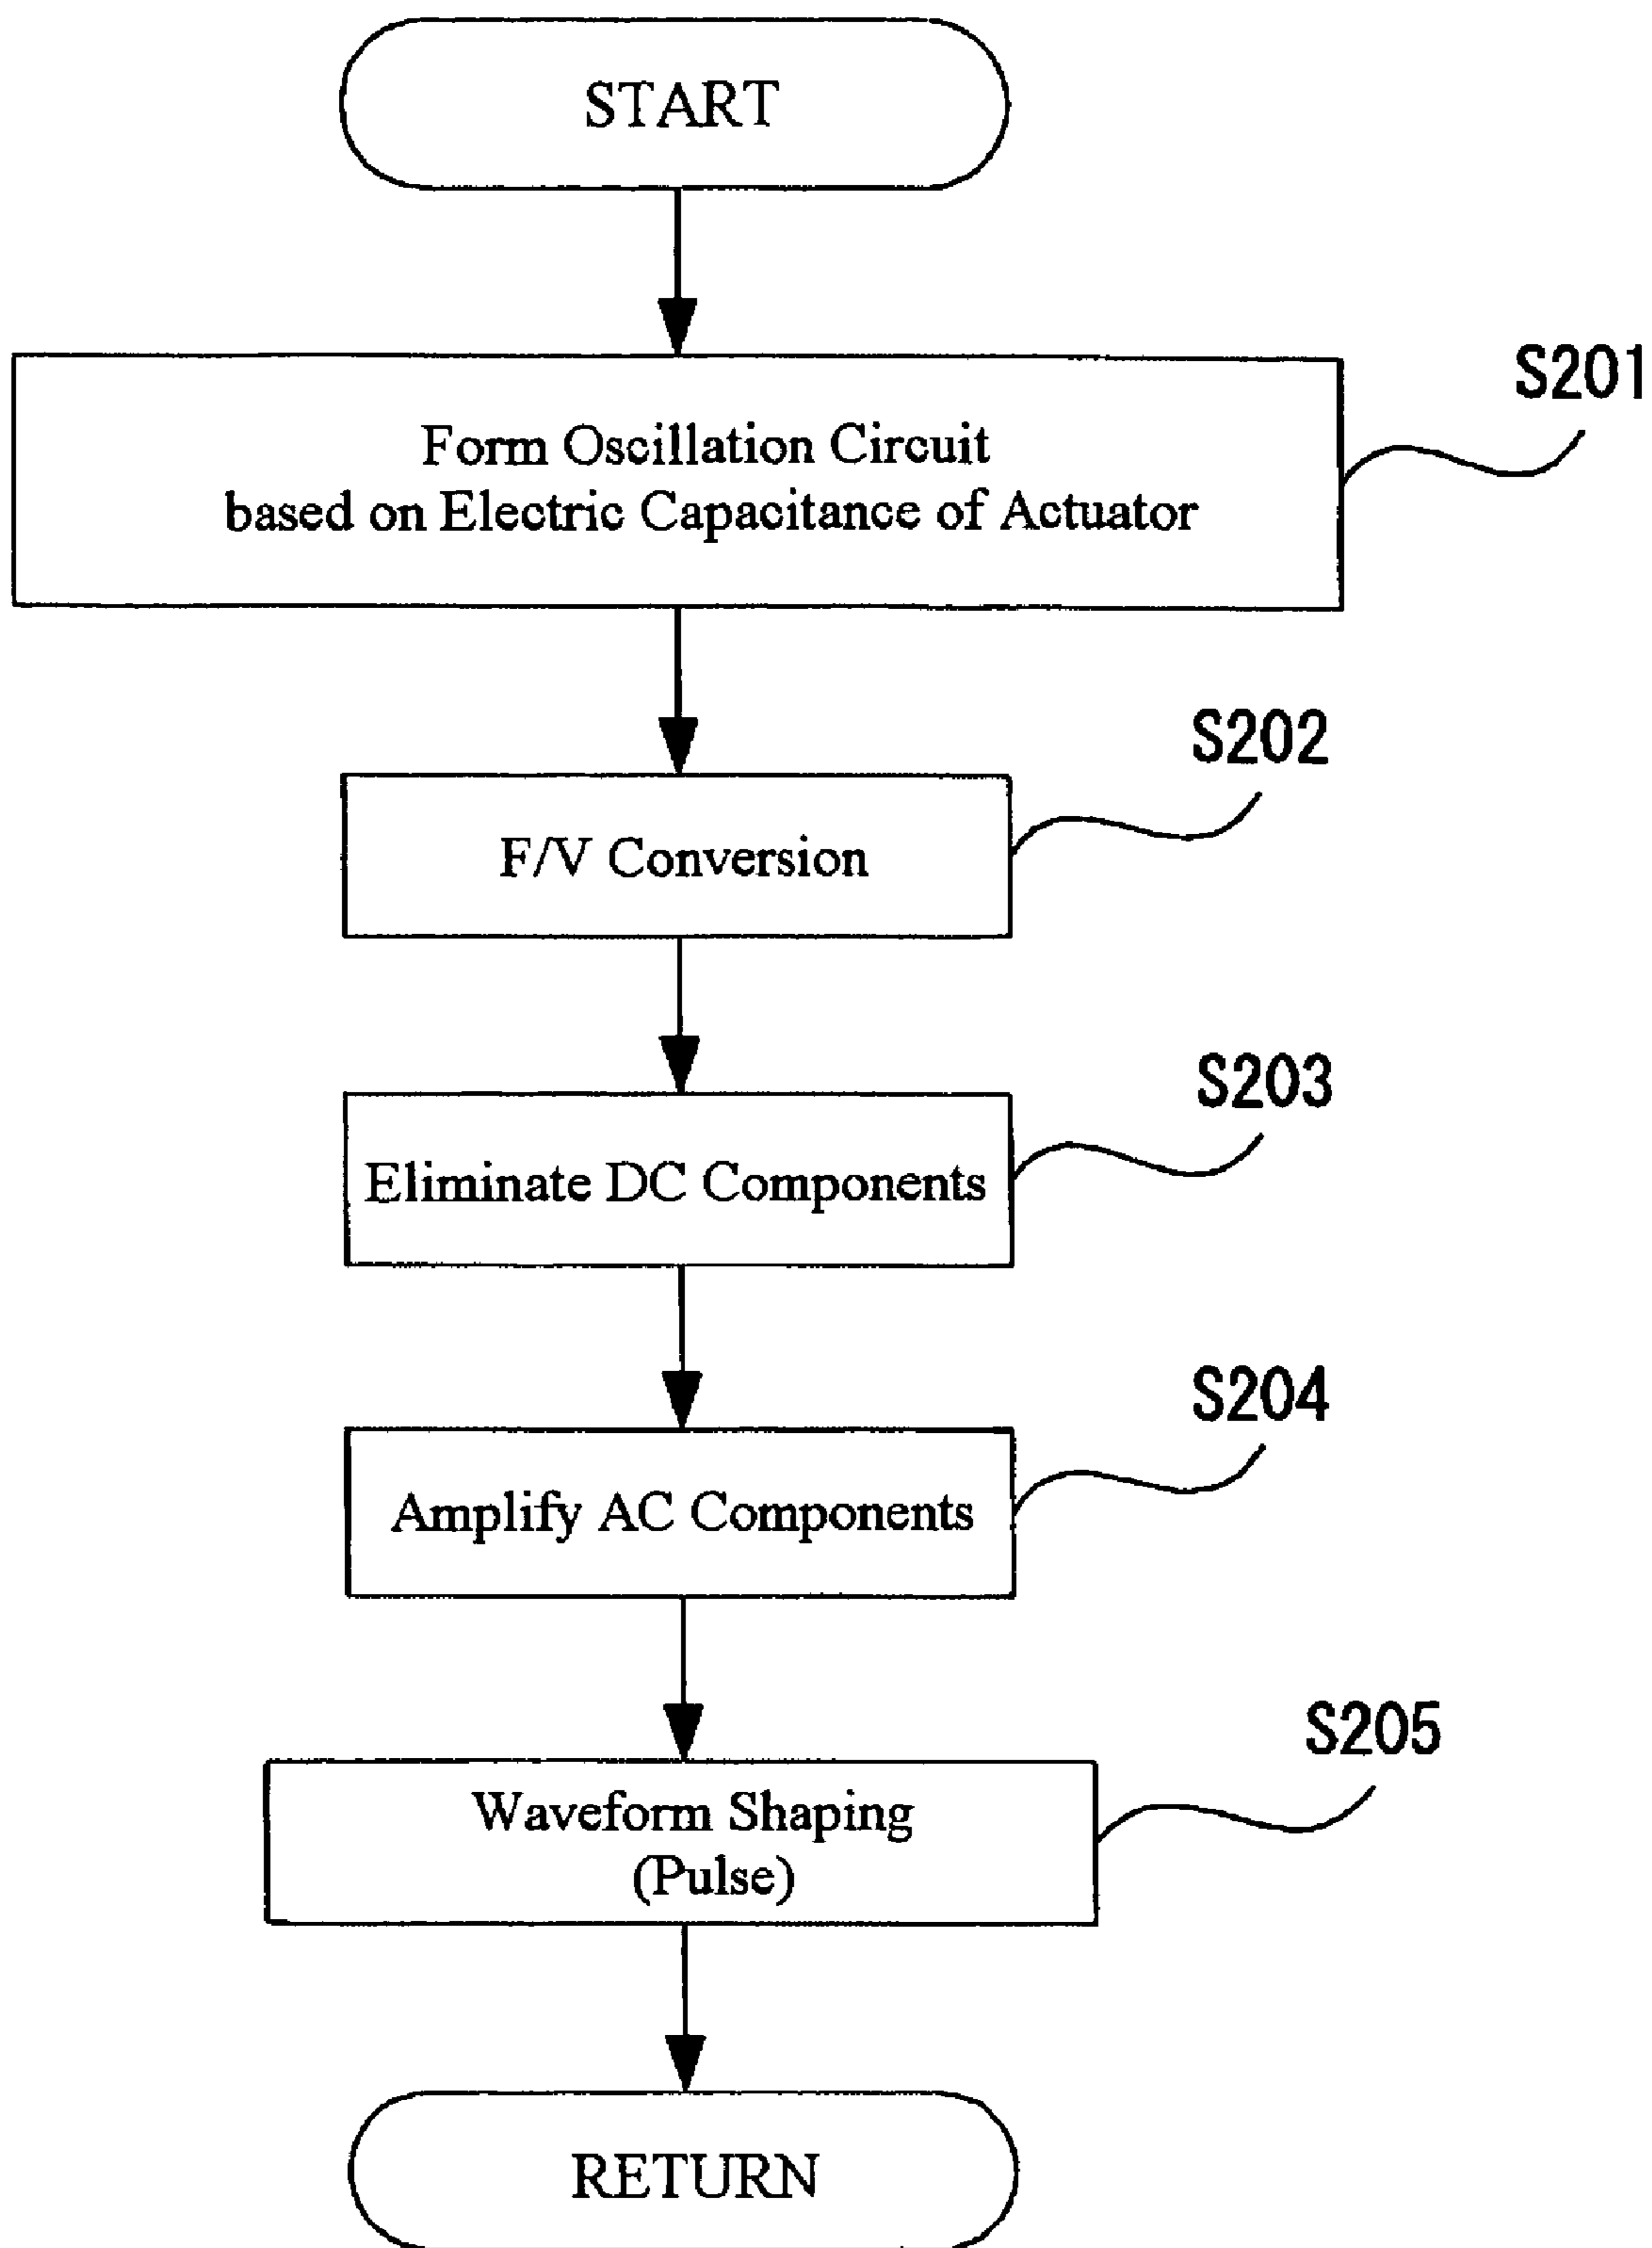 START
S201
Form Oscillation Circuit
based on Electric Capacitance of Actuator
S202
F/V Conversion
S203
Eliminate DC Components
S204
Amplify AC Components
S205
Waveform Shaping
(Pulse)
RETURN